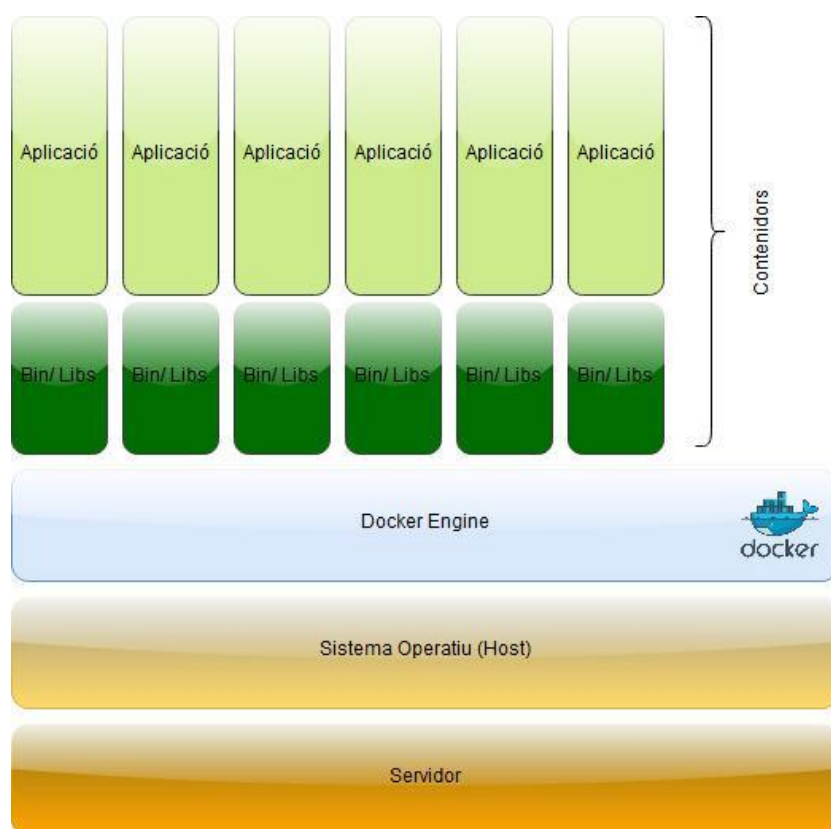 Aplicació Aplicació Aplicació Aplicació Aplicació Aplicació
Contenidors
Bin/ Libs Bin/ Libs Bin/ Libs Bin/ Libs Bin/ Libs Bin/ Libs
Docker Engine
docker
Sistema Operatiu (Host)
Servidor